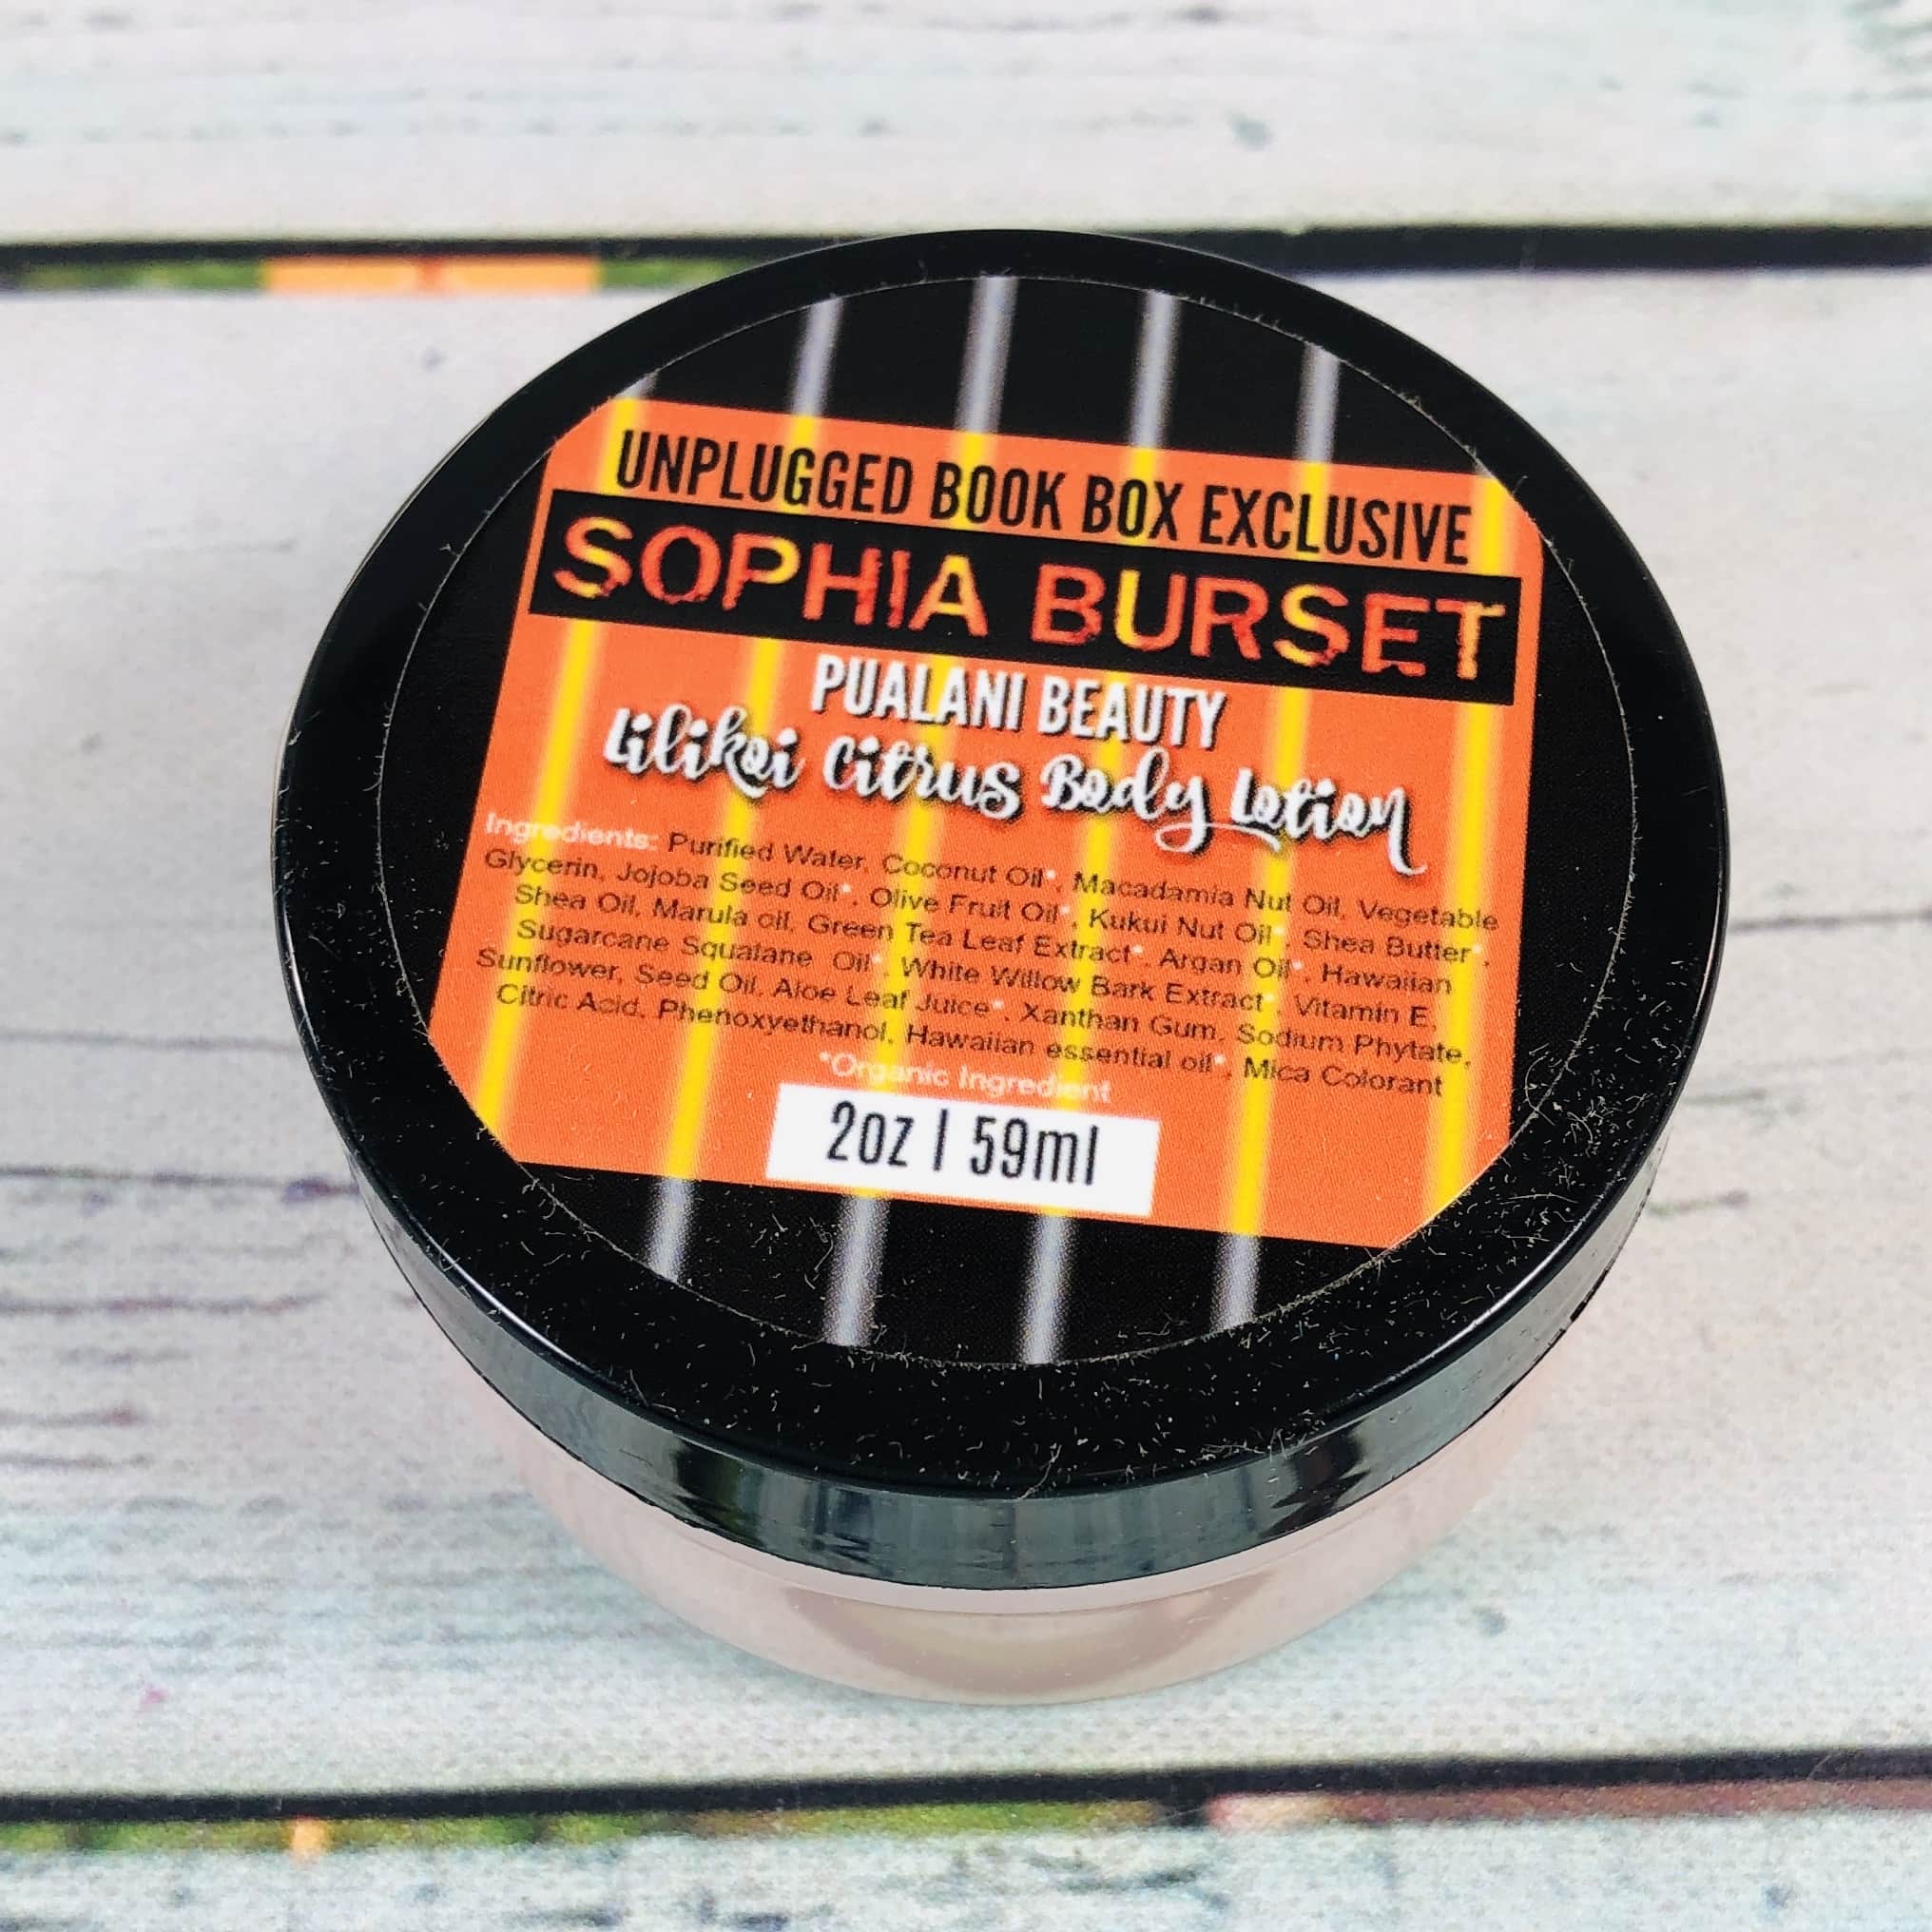 UNPLUGGED BOOK BOX EXCLUSIVE
SOPHIA BURSET
PUALANI BEAUTY
Lilikoi Citrus Body Lotion
Ingredients: Purified Water, Coconut Oil*, Macadamia Nut Oil, Vegetable
Glycerin, Jojoba Seed Oil*, Olive Fruit Oil*, Kukui Nut Oil*, Shea Butter*,
Shea Oil, Marula oil, Green Tea Leaf Extract*, Argan Oil*, Hawaiian
Sugarcane Squalane Oil*, White Willow Bark Extract*, Vitamin E,
Sunflower, Seed Oil, Aloe Leaf Juice*, Xanthan Gum, Sodium Phytate,
Citric Acid, Phenoxyethanol, Hawaiian essential oil*, Mica Colorant
*Organic Ingredient
2oz | 59ml